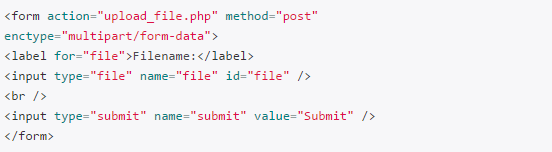 <form action="upload_file.php" method="post"
enctype="multipart/form-data">
<label for="file">Filename:</label>
<input type="file" name="file" id="file" />
<br />
<input type="submit" name="submit" value="Submit" />
</form>